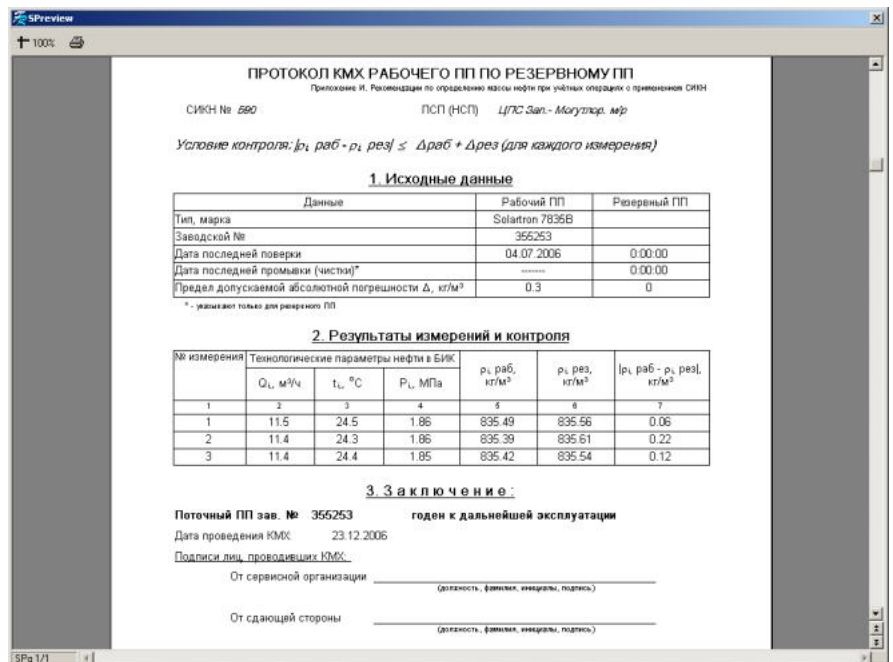 SPreview
100%
ПРОТОКОЛ КМХ РАБОЧЕГО ПП ПО РЕЗЕРВНОМУ ПП
Приложение И. Рекомендации по определению массы нефти при учётных операциях с применением СИКН
СИКН № 590 ПСП (НСП) ЦПС Зап.- Могутлор. м/р
Условие контроля: |ρᵢ раб - ρᵢ рез| ≤ Δраб + Δрез (для каждого измерения)
1. Исходные данные
Данные Рабочий ПП Резервный ПП
Тип, марка Solartron 7835B
Заводской № 355253
Дата последней поверки 04.07.2006 0:00:00
Дата последней промывки (чистки)* ------- 0:00:00
Предел допускаемой абсолютной погрешности Δ, кг/м³ 0.3 0
* - указывают только для резервного ПП
2. Результаты измерений и контроля
№ измерения Технологические параметры нефти в БИК ρᵢ раб, кг/м³ ρᵢ рез, кг/м³ |ρᵢ раб - ρᵢ рез|, кг/м³
Qᵢ, м³/ч tᵢ, °C Pᵢ, МПа
1 2 3 4 5 6 7
1 11.5 24.5 1.86 835.49 835.56 0.06
2 11.4 24.3 1.86 835.39 835.61 0.22
3 11.4 24.4 1.85 835.42 835.54 0.12
3. Заключение:
Поточный ПП зав. № 355253 годен к дальнейшей эксплуатации
Дата проведения КМХ: 23.12.2006
Подписи лиц, проводивших КМХ:
От сервисной организации
(должность, фамилия, инициалы, подпись)
От сдающей стороны
(должность, фамилия, инициалы, подпись)
SPg 1/1